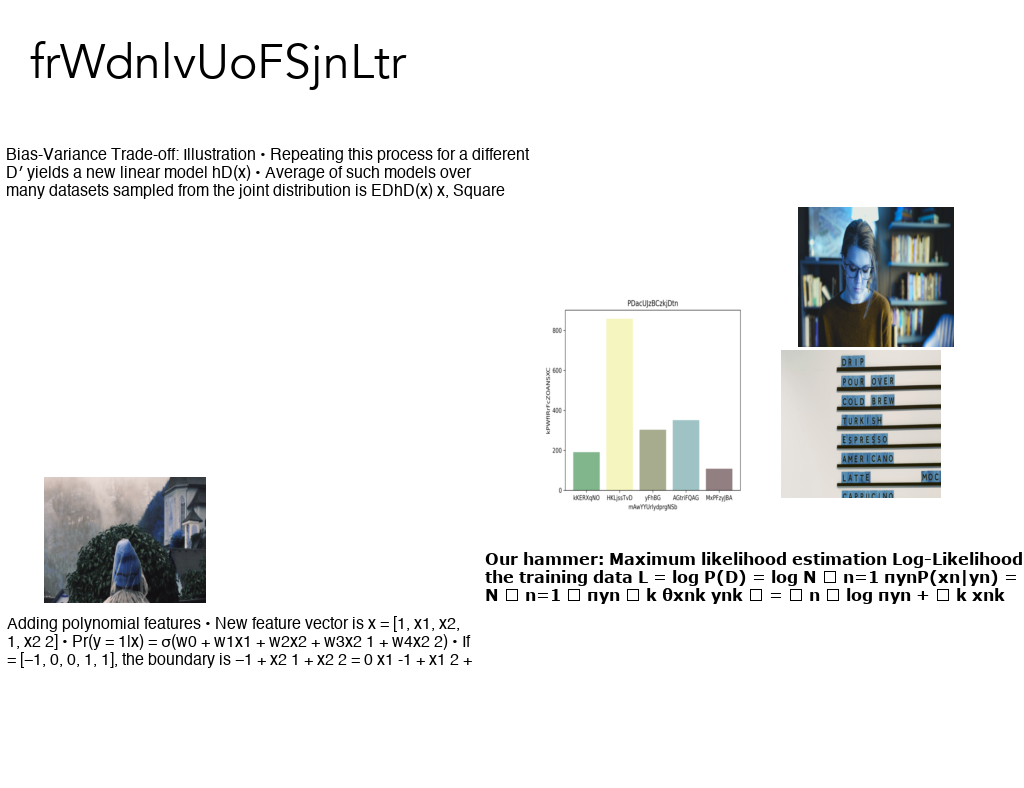 frWdnlvUoFSjnLtr
Bias-Variance Trade-off: Illustration • Repeating this process for a different
D′ yields a new linear model hD(x) • Average of such models over
many datasets sampled from the joint distribution is EDhD(x) x, Square
PDacUJzBCzkjDtn
800
600
400
200
0
kKERXqNO HKLjssTvD yFhBG AGtriFQAG MxPFzyjBA
mAwYYUrlydprgNSb
DRIP
POUR OVER
COLD BREW
TURKISH
ESPRESSO
AMERICANO
LATTE MOC
CAPPUCINO
Our hammer: Maximum likelihood estimation Log-Likelihood
the training data L = log P(D) = log N □ n=1 πynP(xn|yn) =
N □ n=1 □ πyn □ k θxnk ynk □ = □ n □ log πyn + □ k xnk
Adding polynomial features • New feature vector is x = [1, x1, x2,
1, x2 2] • Pr(y = 1|x) = σ(w0 + w1x1 + w2x2 + w3x2 1 + w4x2 2) • If
= [−1, 0, 0, 1, 1], the boundary is −1 + x2 1 + x2 2 = 0 x1 -1 + x1 2 +